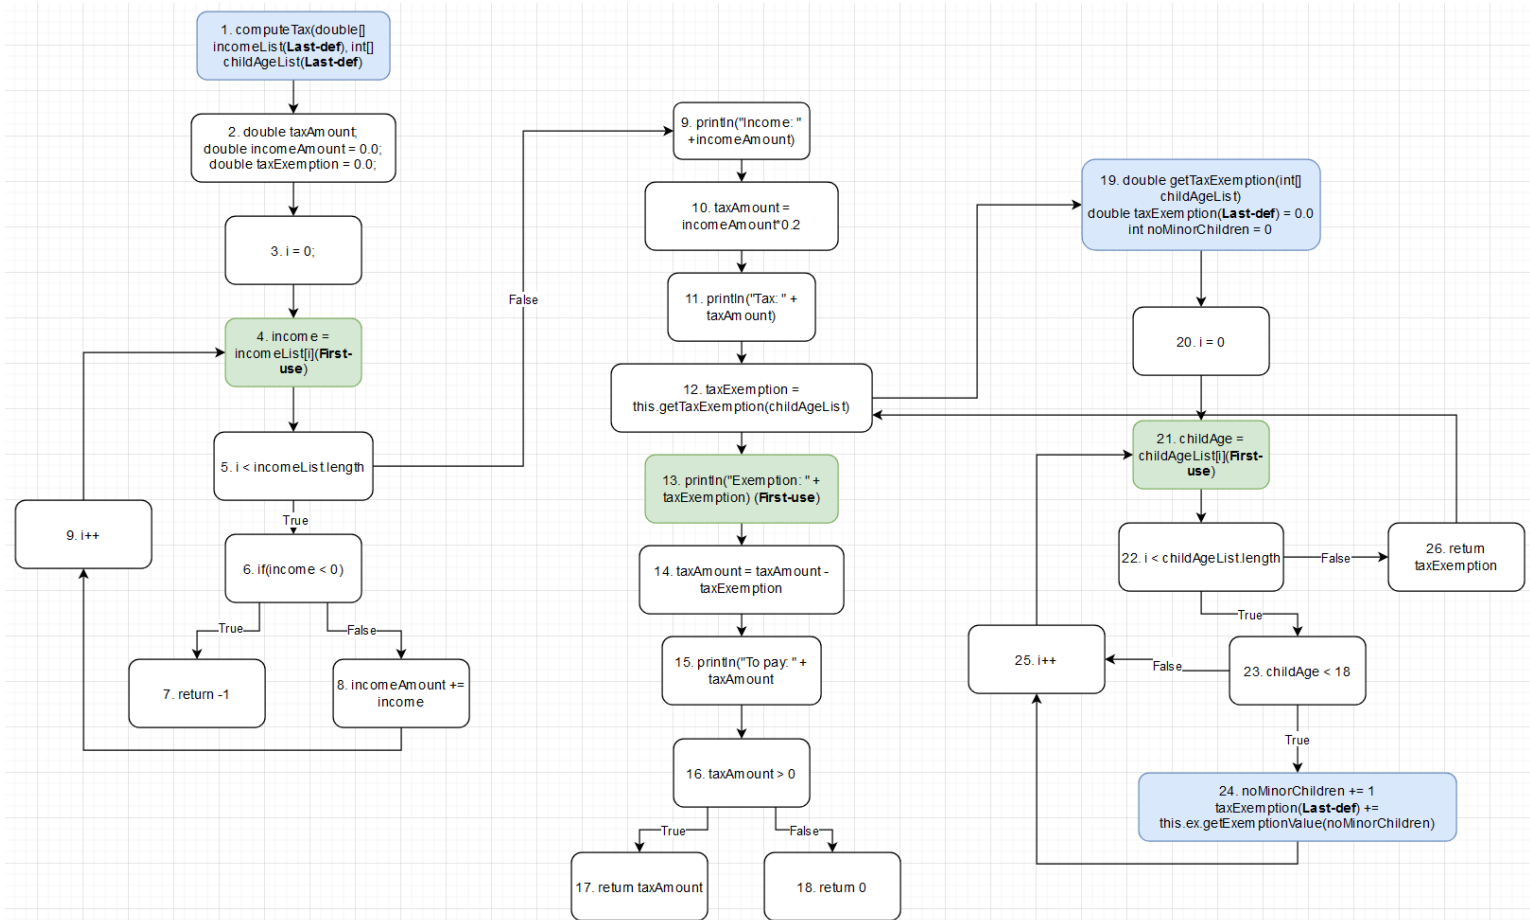 1. computeTax(double[]
incomeList(Last-def), int[]
childAgeList(Last-def)
2. double taxAmount;
double incomeAmount = 0.0;
double taxExemption = 0.0;
3. i = 0;
4. income =
incomeList[i](First-
use)
5. i < incomeList.length
True
False
6. if(income < 0)
True
False
7. return -1
8. incomeAmount +=
income
9. i++
9. println("Income: "
+incomeAmount)
10. taxAmount =
incomeAmount*0.2
11. println("Tax: " +
taxAmount)
12. taxExemption =
this.getTaxExemption(childAgeList)
13. println("Exemption: " +
taxExemption) (First-use)
14. taxAmount = taxAmount -
taxExemption
15. println("To pay: " +
taxAmount
16. taxAmount > 0
True
False
17. return taxAmount
18. return 0
19. double getTaxExemption(int[]
childAgeList)
double taxExemption(Last-def) = 0.0
int noMinorChildren = 0
20. i = 0
21. childAge =
childAgeList[i](First-
use)
22. i < childAgeList.length
False
26. return
taxExemption
True
23. childAge < 18
False
25. i++
True
24. noMinorChildren += 1
taxExemption(Last-def) +=
this.ex.getExemptionValue(noMinorChildren)